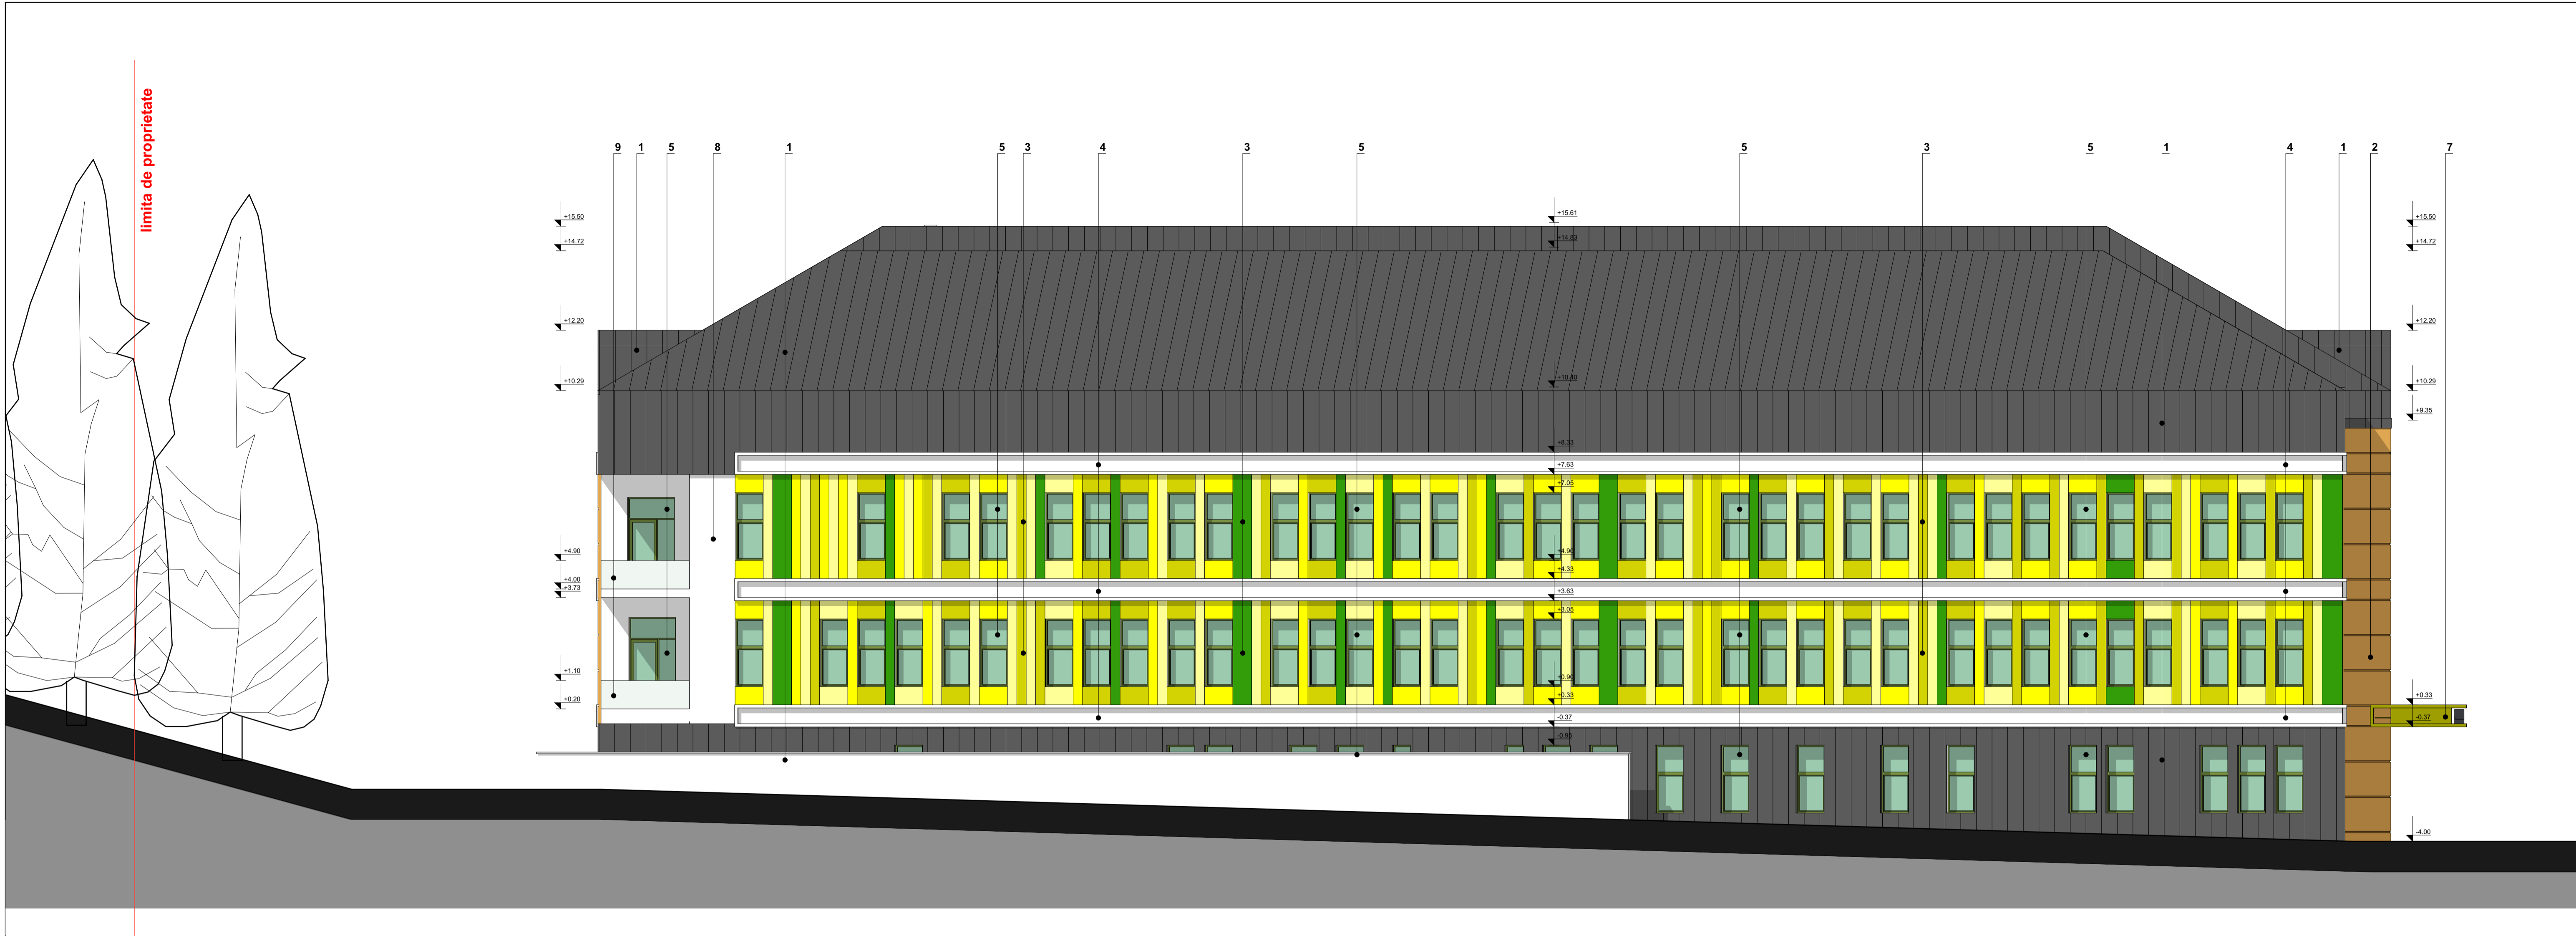 limita de proprietate
9 1 5 8 1 5 3 4 3 5 5 3 5 1 4 1 2 7
+15.50 +15.61 +15.50
+14.72 +14.83 +14.72
+12.20 +12.20
+10.29 +10.40 +10.29
+9.35
+8.33
+7.63
+7.05
+4.90 +4.90
+4.33
+4.00
+3.73 +3.63
+3.05
+1.10 +0.90
+0.20 +0.33 +0.33
-0.37 -0.37
-0.95
-4.00